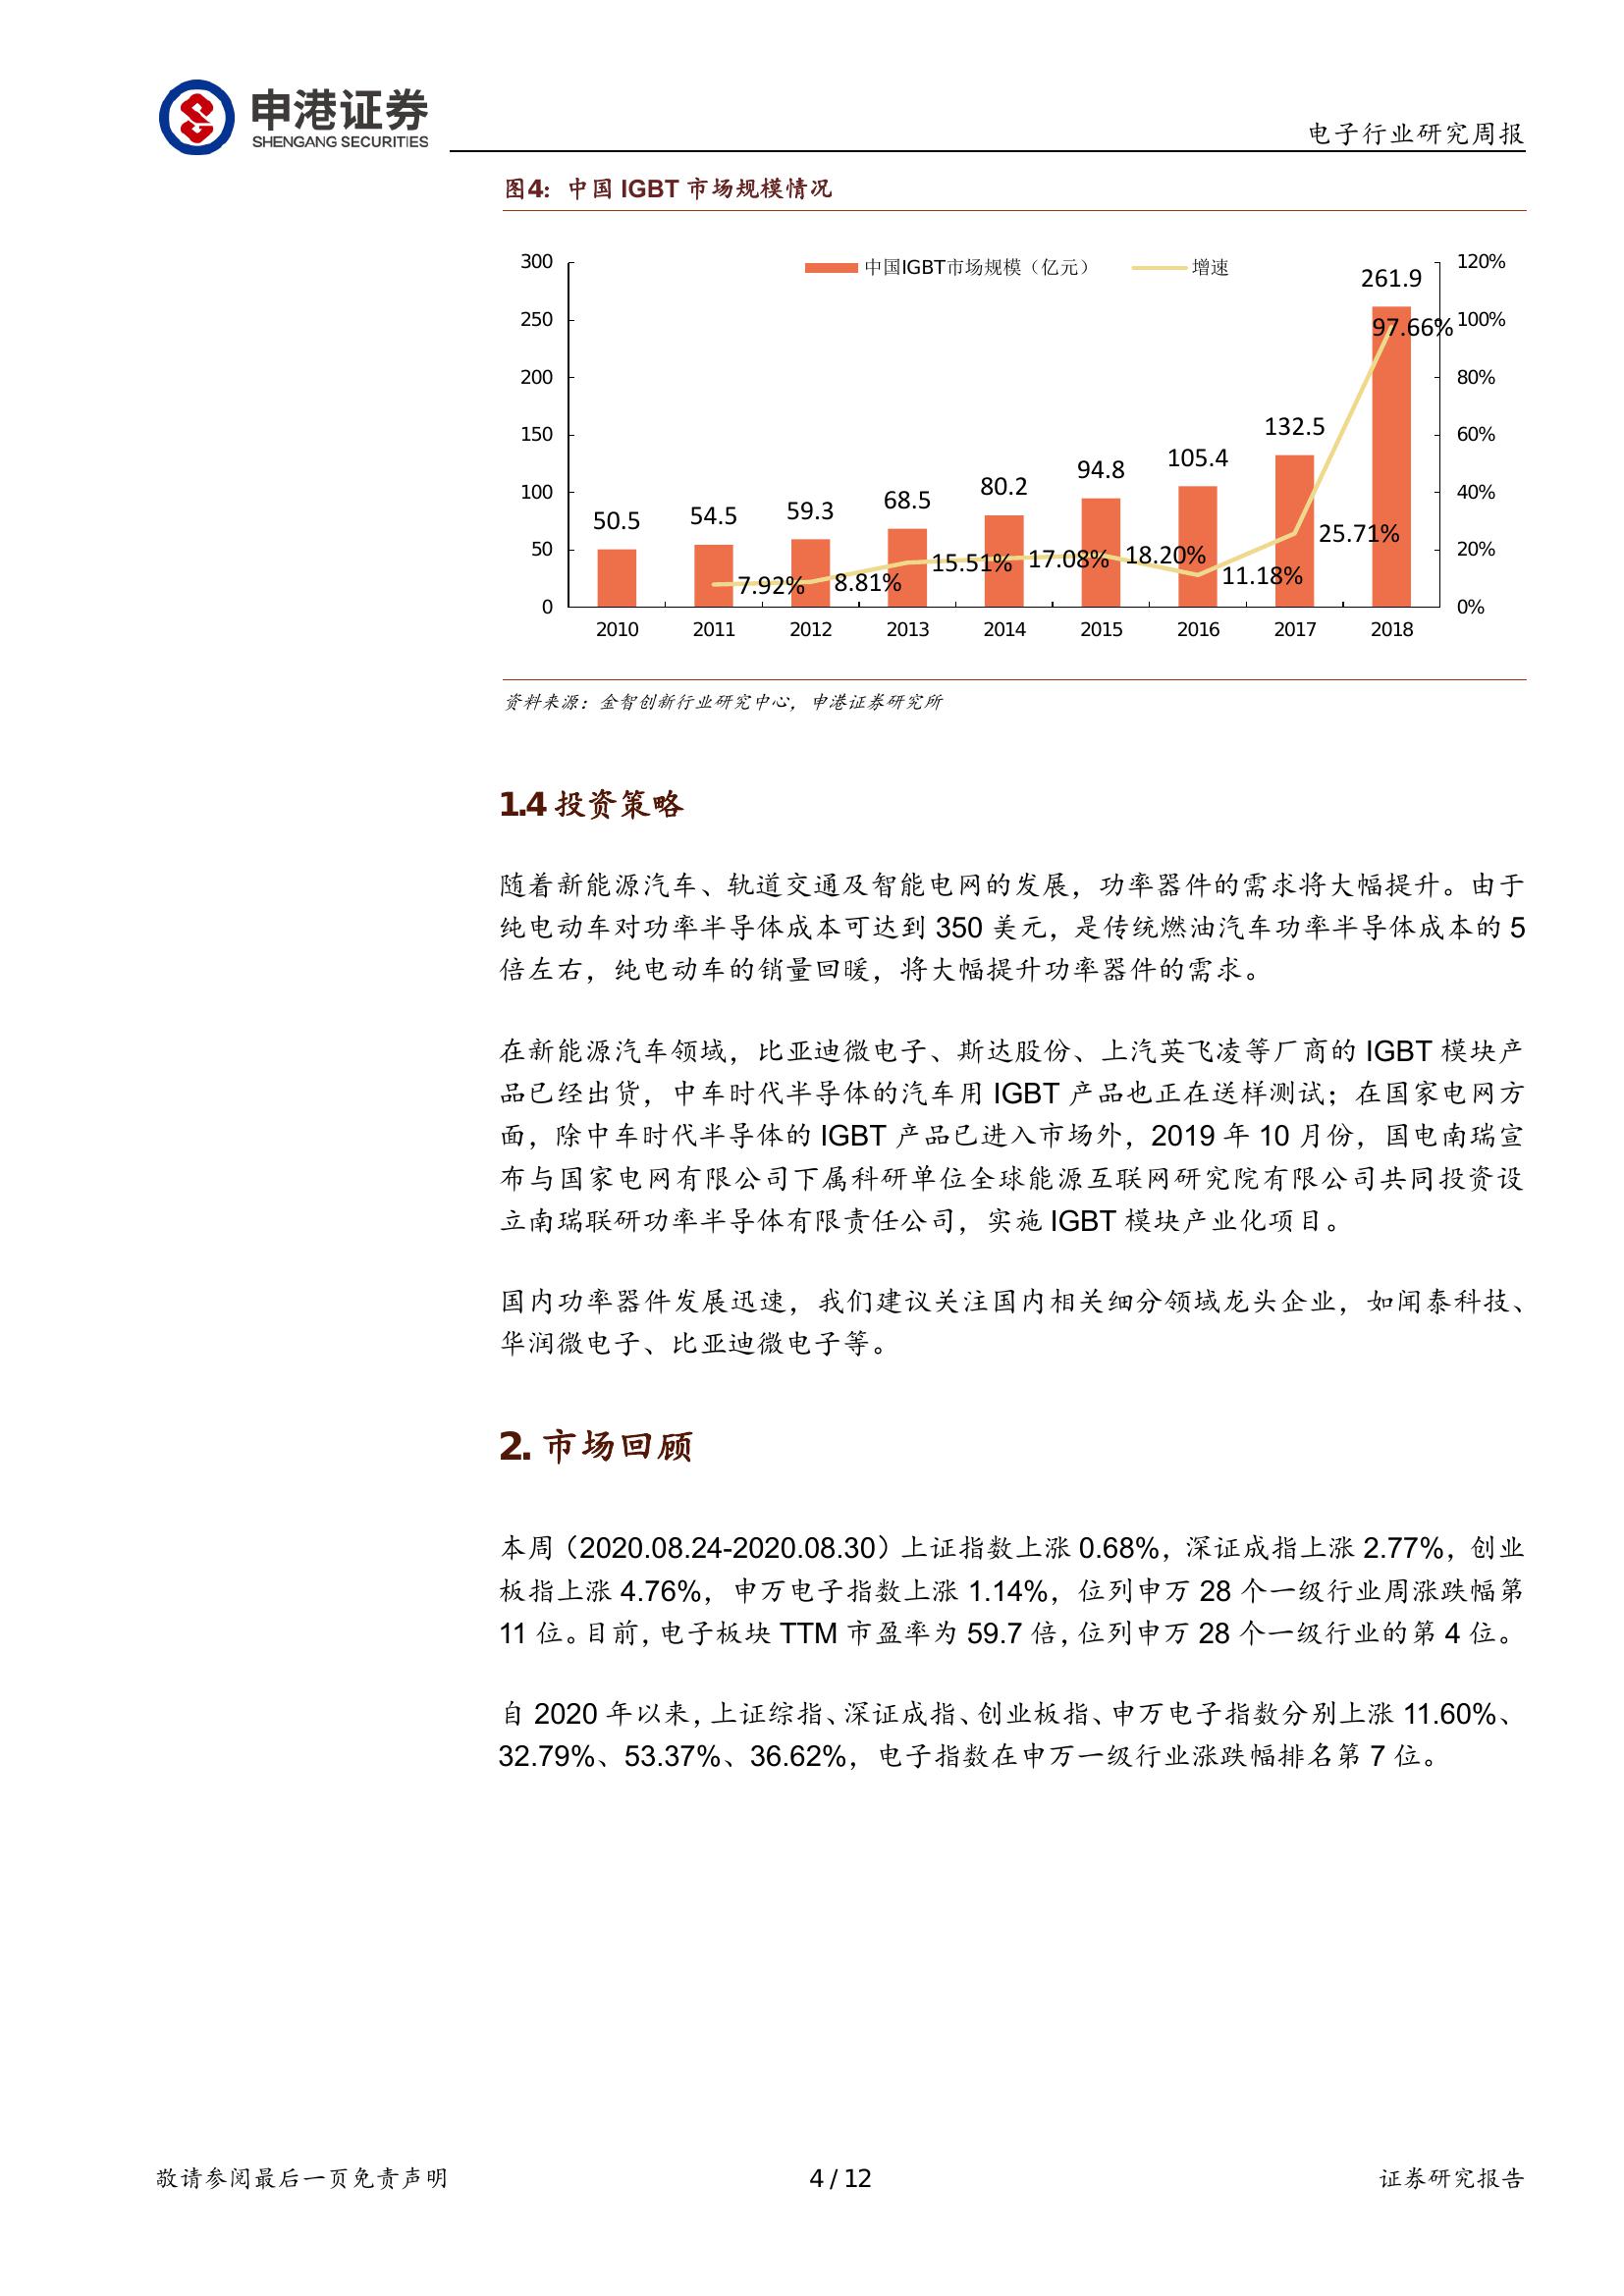 申港证券
SHENGANG SECURITIES
电子行业研究周报
图4: 中国 IGBT 市场规模情况
中国IGBT市场规模（亿元） 增速
300 250 200 150 100 50 0
120% 100% 80% 60% 40% 20% 0%
50.5 54.5 59.3 68.5 80.2 94.8 105.4 132.5 261.9
7.92% 8.81% 15.51% 17.08% 18.20% 11.18% 25.71% 97.66%
2010 2011 2012 2013 2014 2015 2016 2017 2018
资料来源：金智创新行业研究中心，申港证券研究所
1.4 投资策略
随着新能源汽车、轨道交通及智能电网的发展，功率器件的需求将大幅提升。由于
纯电动车对功率半导体成本可达到 350 美元，是传统燃油汽车功率半导体成本的 5
倍左右，纯电动车的销量回暖，将大幅提升功率器件的需求。
在新能源汽车领域，比亚迪微电子、斯达股份、上汽英飞凌等厂商的 IGBT 模块产
品已经出货，中车时代半导体的汽车用 IGBT 产品也正在送样测试；在国家电网方
面，除中车时代半导体的 IGBT 产品已进入市场外，2019 年 10 月份，国电南瑞宣
布与国家电网有限公司下属科研单位全球能源互联网研究院有限公司共同投资设
立南瑞联研功率半导体有限责任公司，实施 IGBT 模块产业化项目。
国内功率器件发展迅速，我们建议关注国内相关细分领域龙头企业，如闻泰科技、
华润微电子、比亚迪微电子等。
2. 市场回顾
本周（2020.08.24-2020.08.30）上证指数上涨 0.68%，深证成指上涨 2.77%，创业
板指上涨 4.76%，申万电子指数上涨 1.14%，位列申万 28 个一级行业周涨跌幅第
11 位。目前，电子板块 TTM 市盈率为 59.7 倍，位列申万 28 个一级行业的第 4 位。
自 2020 年以来，上证综指、深证成指、创业板指、申万电子指数分别上涨 11.60%、
32.79%、53.37%、36.62%，电子指数在申万一级行业涨跌幅排名第 7 位。
敬请参阅最后一页免责声明
4 / 12
证券研究报告